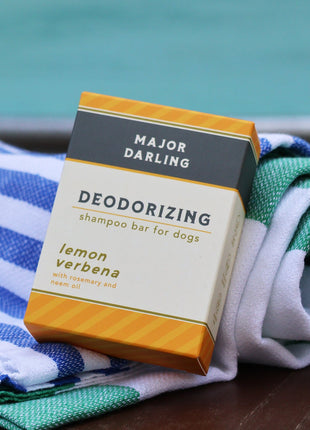 MAJOR
DARLING
DEODORIZING
shampoo bar for dogs
lemon
verbena
with rosemary and
neem oil